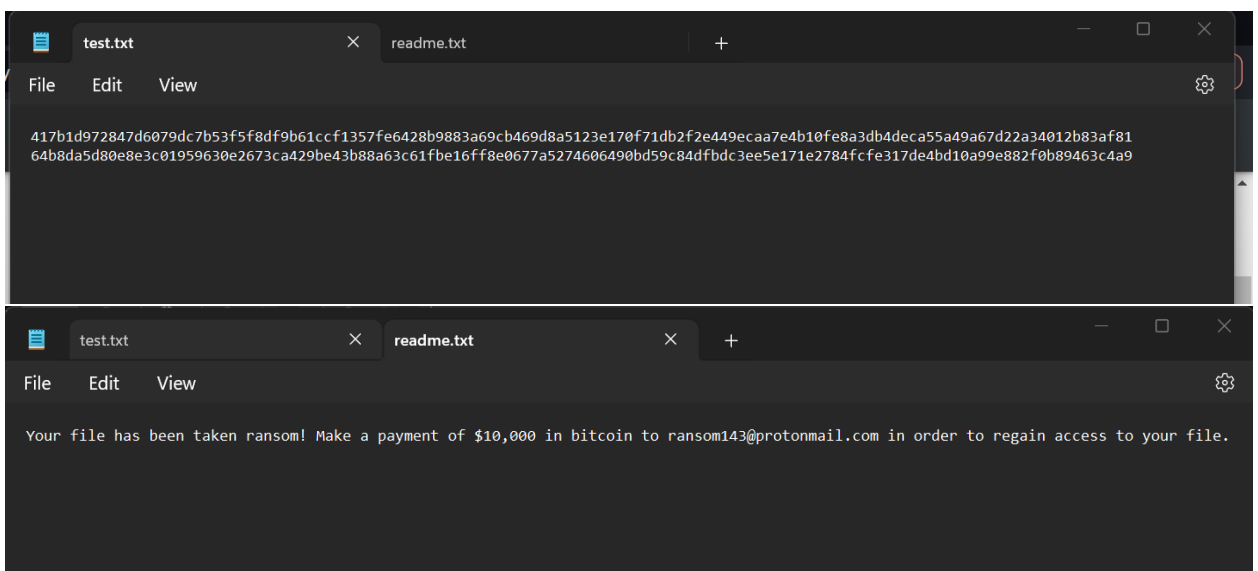 test.txt
readme.txt
File Edit View
417b1d972847d6079dc7b53f5f8df9b61ccf1357fe6428b9883a69cb469d8a5123e170f71db2f2e449ecaa7e4b10fe8a3db4deca55a49a67d22a34012b83af81
64b8da5d80e8e3c01959630e2673ca429be43b88a63c61fbe16ff8e0677a5274606490bd59c84dfbdc3ee5e171e2784fcfe317de4bd10a99e882f0b89463c4a9
test.txt
readme.txt
File Edit View
Your file has been taken ransom! Make a payment of $10,000 in bitcoin to ransom143@protonmail.com in order to regain access to your file.